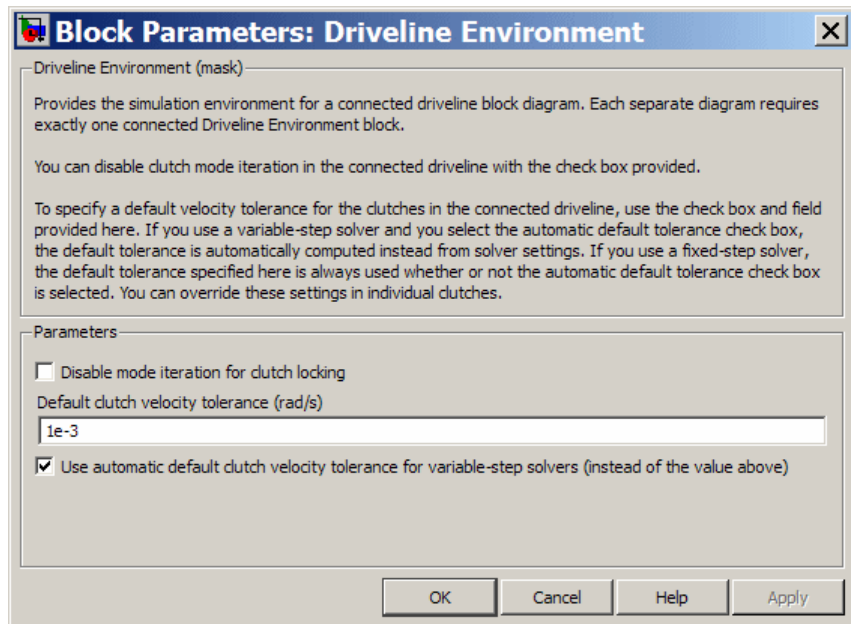 Block Parameters: Driveline Environment
Driveline Environment (mask)
Provides the simulation environment for a connected driveline block diagram. Each separate diagram requires
exactly one connected Driveline Environment block.
You can disable clutch mode iteration in the connected driveline with the check box provided.
To specify a default velocity tolerance for the clutches in the connected driveline, use the check box and field
provided here. If you use a variable-step solver and you select the automatic default tolerance check box,
the default tolerance is automatically computed instead from solver settings. If you use a fixed-step solver,
the default tolerance specified here is always used whether or not the automatic default tolerance check box
is selected. You can override these settings in individual clutches.
Parameters
Disable mode iteration for clutch locking
Default clutch velocity tolerance (rad/s)
1e-3
Use automatic default clutch velocity tolerance for variable-step solvers (instead of the value above)
OK Cancel Help Apply